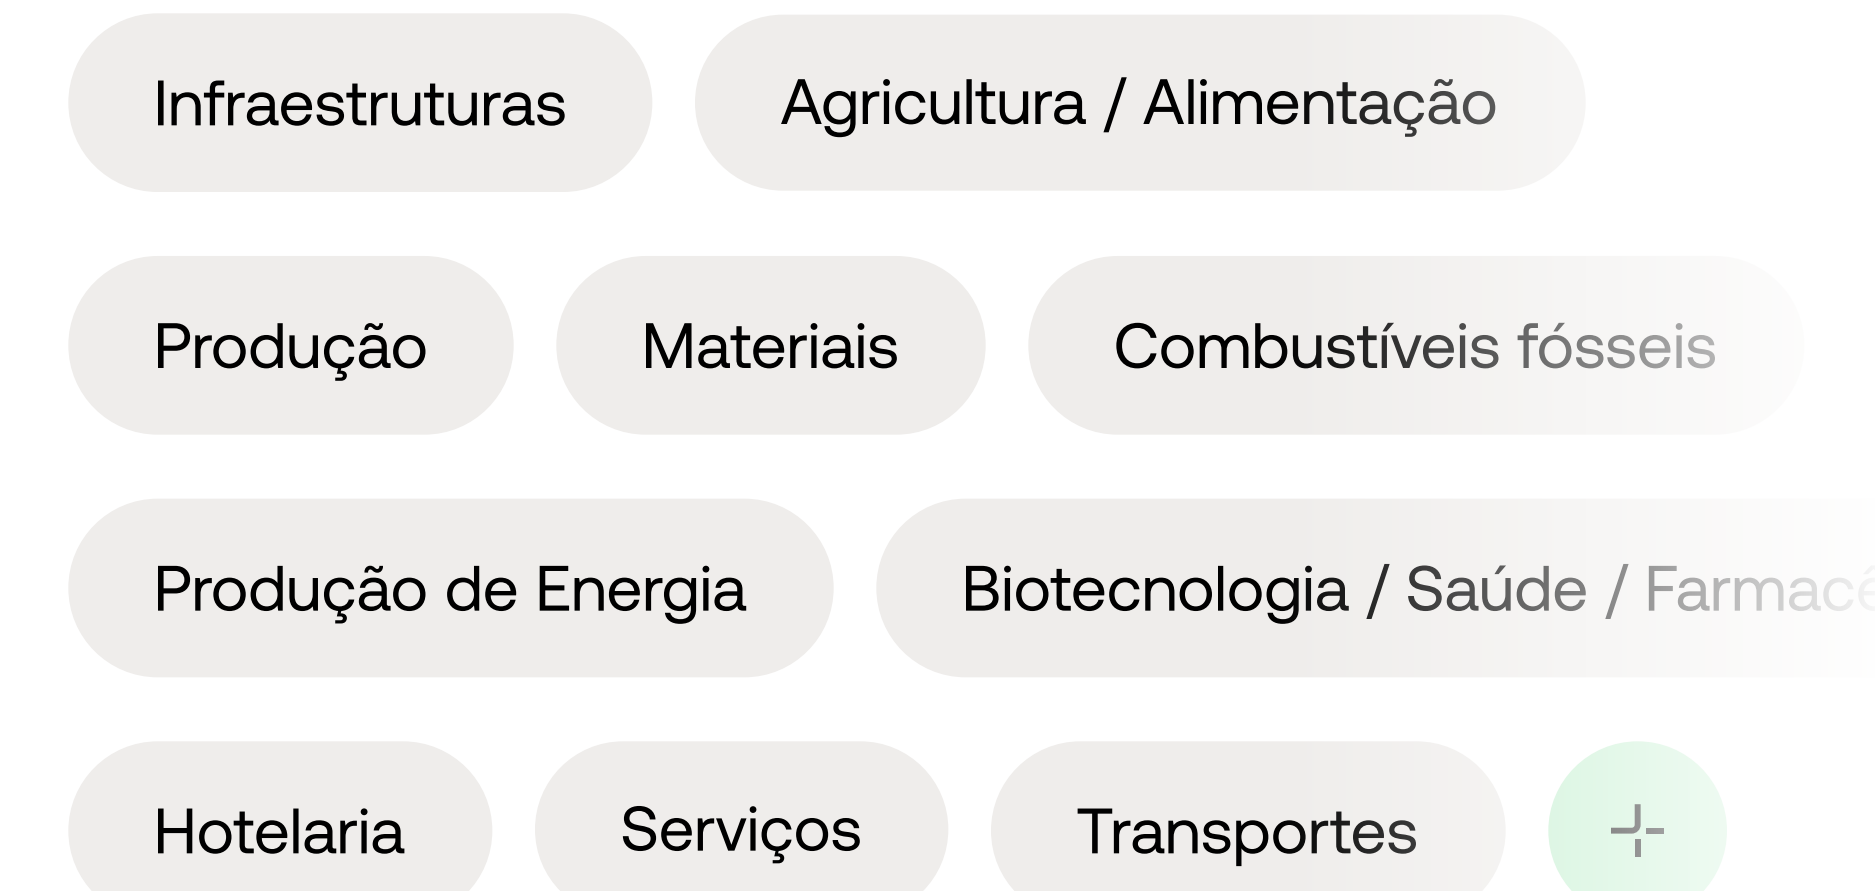 Infraestruturas Agricultura / Alimentação
Produção Materiais Combustíveis fósseis
Produção de Energia Biotecnologia / Saúde /
Hotelaria Serviços Transportes